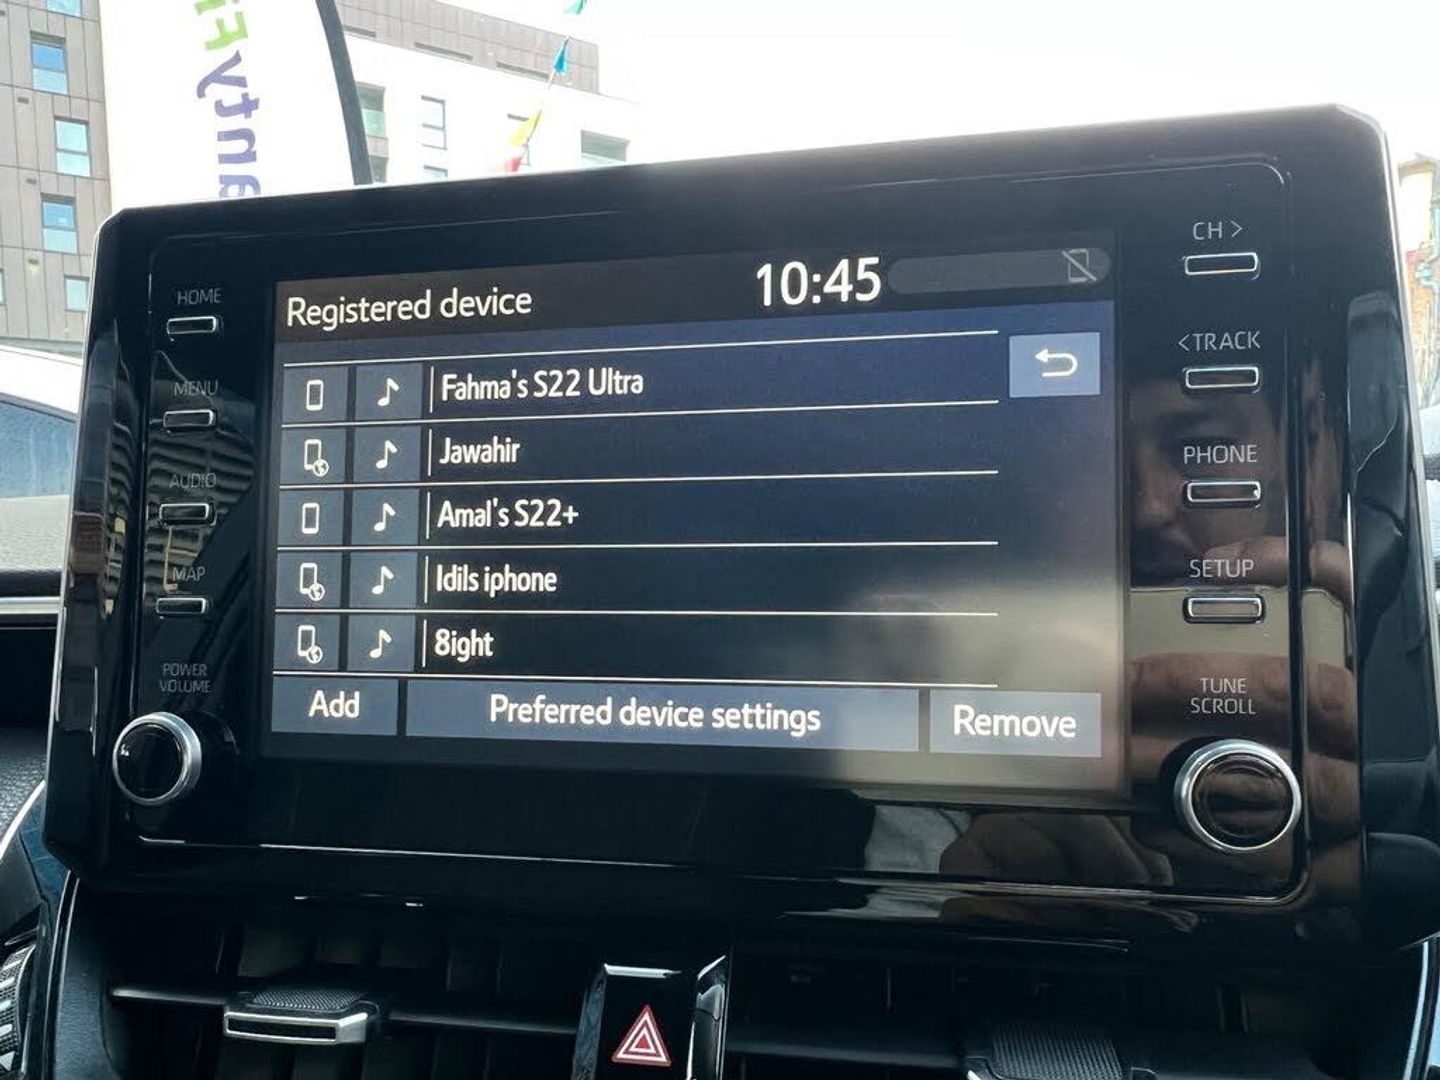 anty
HOME
MENU
AUDIO
MAP
POWER
VOLUME
Registered device
10:45
Fahma's S22 Ultra
Jawahir
Amal's S22+
Idils iphone
8ight
Add
Preferred device settings
Remove
CH >
<TRACK
PHONE
SETUP
TUNE
SCROLL